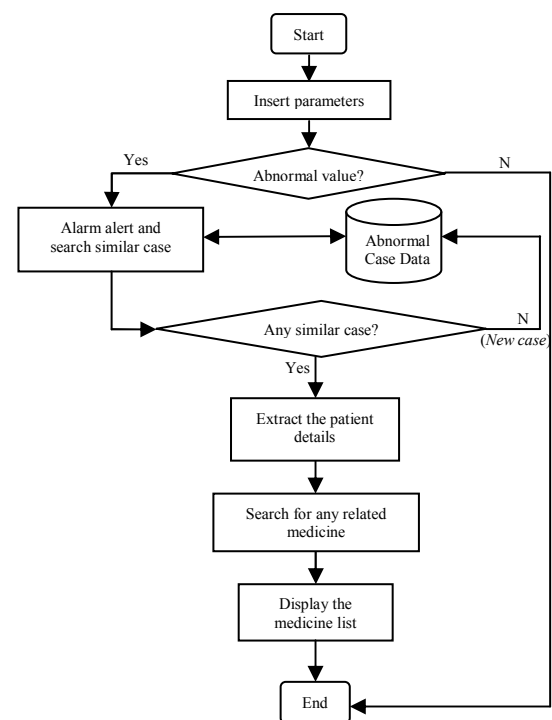 Start
Insert parameters
Yes
Abnormal value?
N
Alarm alert and
search similar case
Abnormal
Case Data
Any similar case?
N
(New case)
Yes
Extract the patient
details
Search for any related
medicine
Display the
medicine list
End